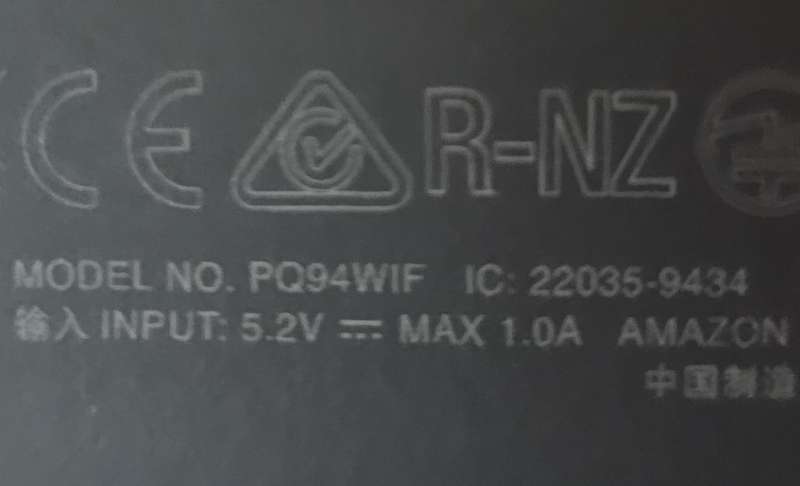 CE R-NZ
MODEL NO. PQ94WIF IC: 22035-9434
输入 INPUT: 5.2V ⎓ MAX 1.0A AMAZON
中国制造